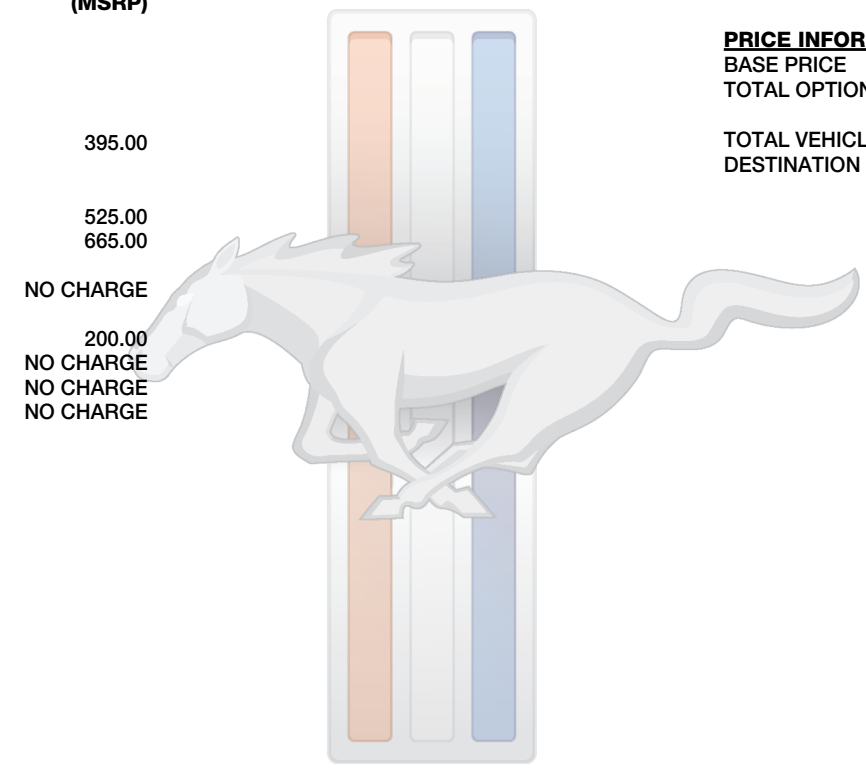 (MSRP)
395.00
525.00
665.00
NO CHARGE
200.00
NO CHARGE
NO CHARGE
NO CHARGE
PRICE INFOR
BASE PRICE
TOTAL OPTION
TOTAL VEHICL
DESTINATION